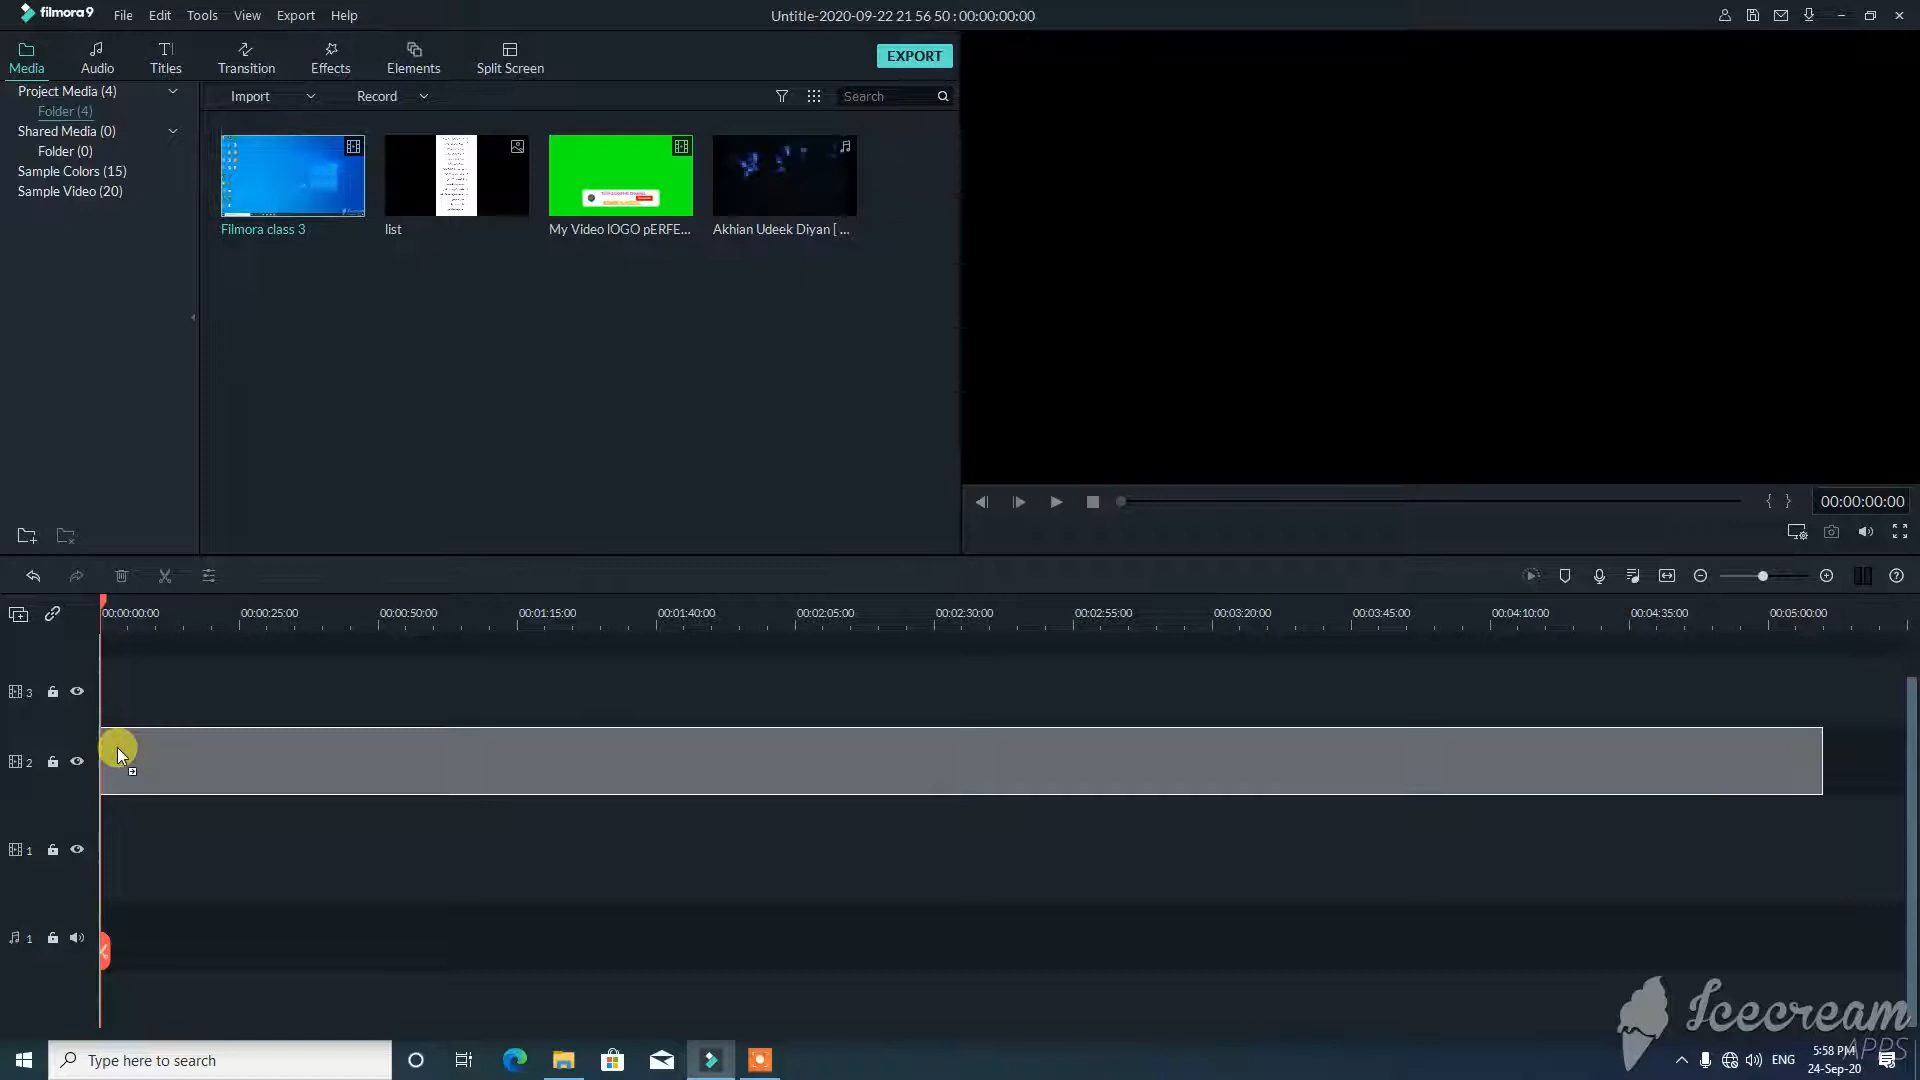 filmora9 File Edit Tools View Export Help Untitle-2020-09-22 21 56 50 : 00:00:00:00
Media Audio Titles Transition Effects Elements Split Screen EXPORT
Project Media (4) Import Record Search
Folder (4)
Shared Media (0)
Folder (0)
Sample Colors (15)
Sample Video (20)
Filmora class 3 list My Video lOGO pERFE... Akhian Udeek Diyan [ ...
{ } 00:00:00:00
00:00:00:00 00:00:25:00 00:00:50:00 00:01:15:00 00:01:40:00 00:02:05:00 00:02:30:00 00:02:55:00 00:03:20:00 00:03:45:00 00:04:10:00 00:04:35:00 00:05:00:00
3
2
1
1
Icecream
APPS
Type here to search
ENG 5:58 PM
24-Sep-20